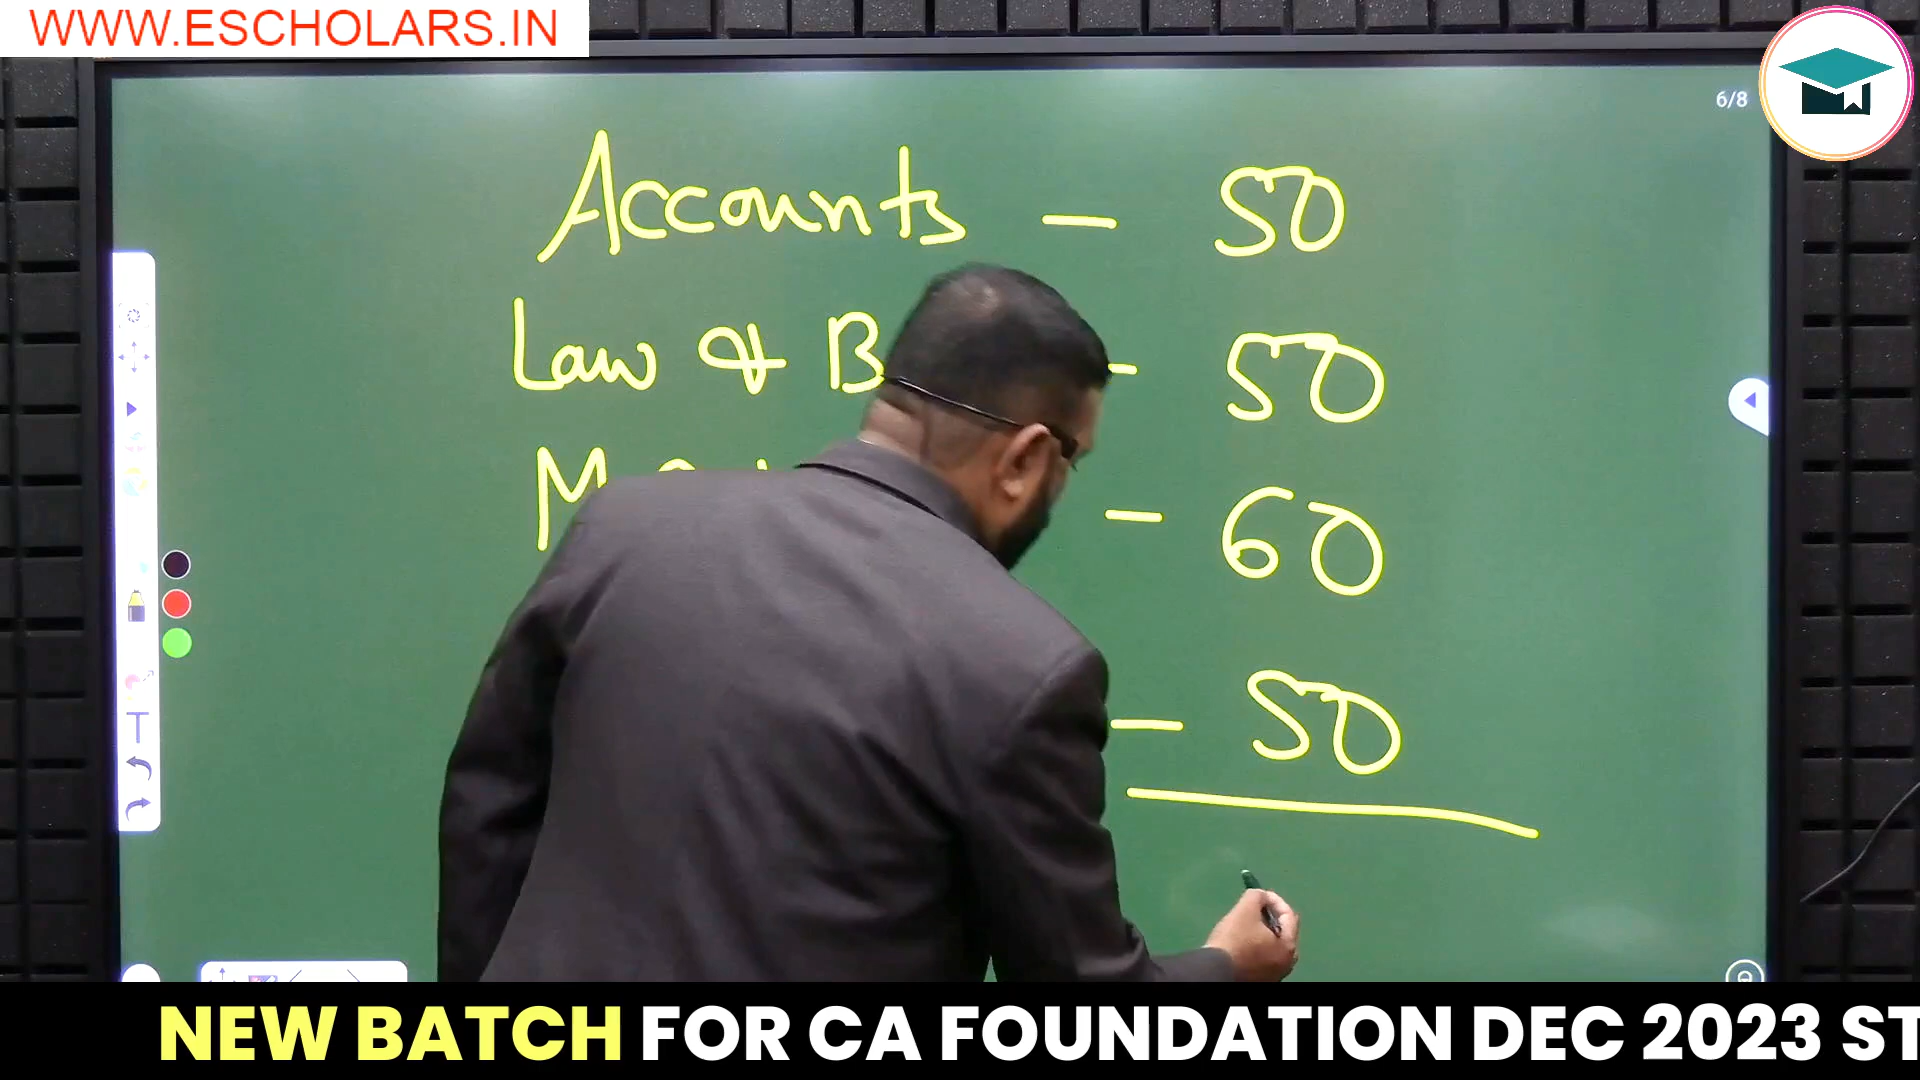 WWW.ESCHOLARS.IN
6/8
Accounts - 50
Law & B - 50
- 60
- 50
T
NEW BATCH FOR CA FOUNDATION DEC 2023 ST